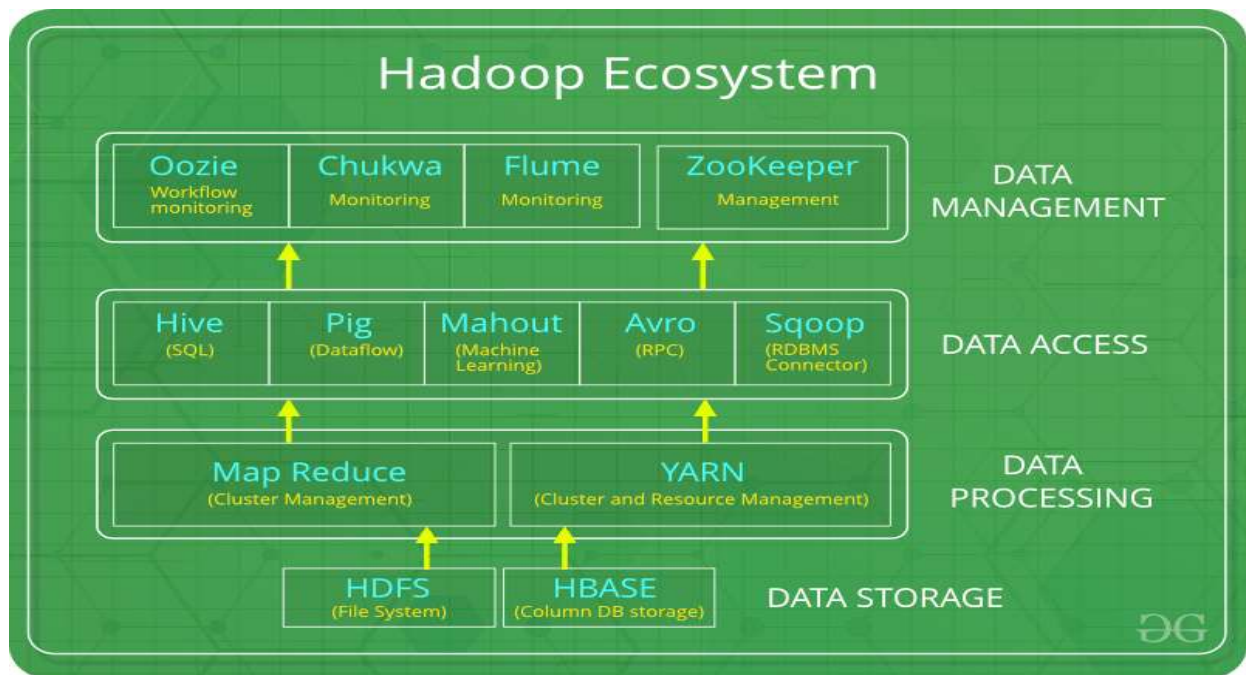 Hadoop Ecosystem
Oozie
Workflow
monitoring
Chukwa
Monitoring
Flume
Monitoring
ZooKeeper
Management
DATA
MANAGEMENT
Hive
(SQL)
Pig
(Dataflow)
Mahout
(Machine
Learning)
Avro
(RPC)
Sqoop
(RDBMS
Connector)
DATA ACCESS
Map Reduce
(Cluster Management)
YARN
(Cluster and Resource Management)
DATA
PROCESSING
HDFS
(File System)
HBASE
(Column DB storage)
DATA STORAGE